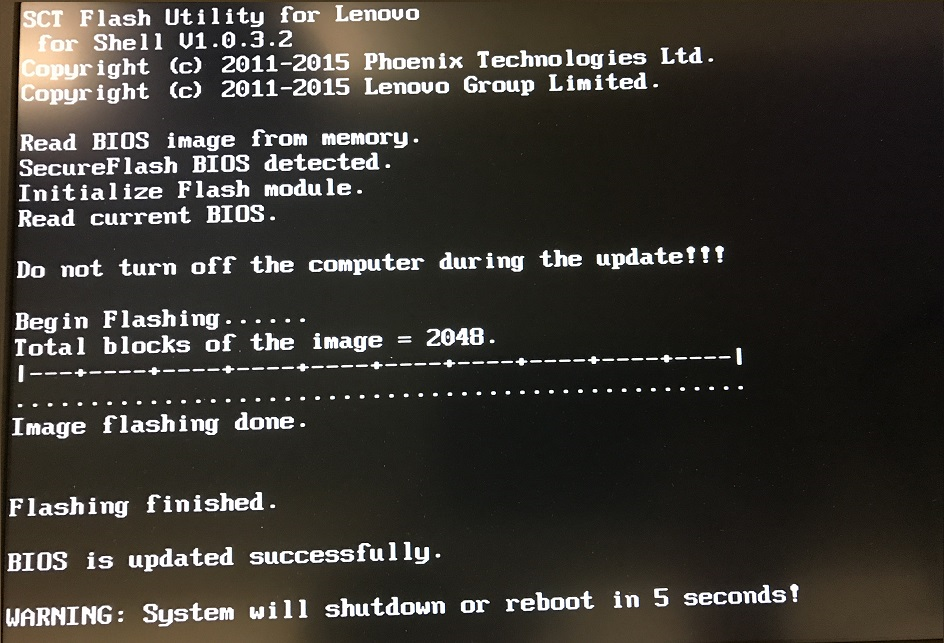 SCT Flash Utility for Lenovo
for Shell V1.0.3.2
Copyright (c) 2011-2015 Phoenix Technologies Ltd.
Copyright (c) 2011-2015 Lenovo Group Limited.
Read BIOS image from memory.
SecureFlash BIOS detected.
Initialize Flash module.
Read current BIOS.
Do not turn off the computer during the update!!!
Begin Flashing......
Total blocks of the image = 2048.
|---+----+----+----+----+----+----+----+----+----|
..................................................
Image flashing done.
Flashing finished.
BIOS is updated successfully.
WARNING: System will shutdown or reboot in 5 seconds!